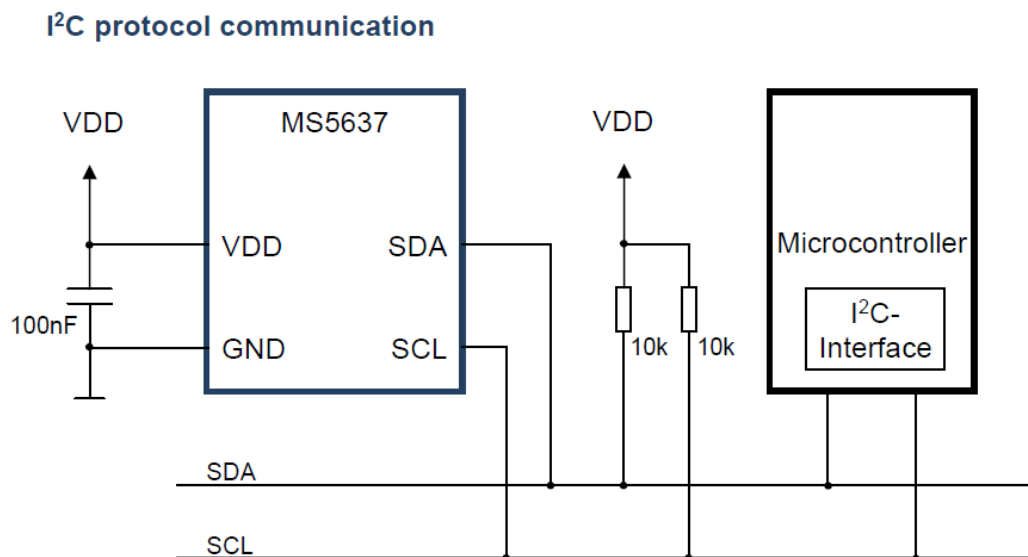 I²C protocol communication
VDD
MS5637
VDD
VDD
SDA
Microcontroller
100nF
GND
SCL
10k
10k
I²C-
Interface
SDA
SCL